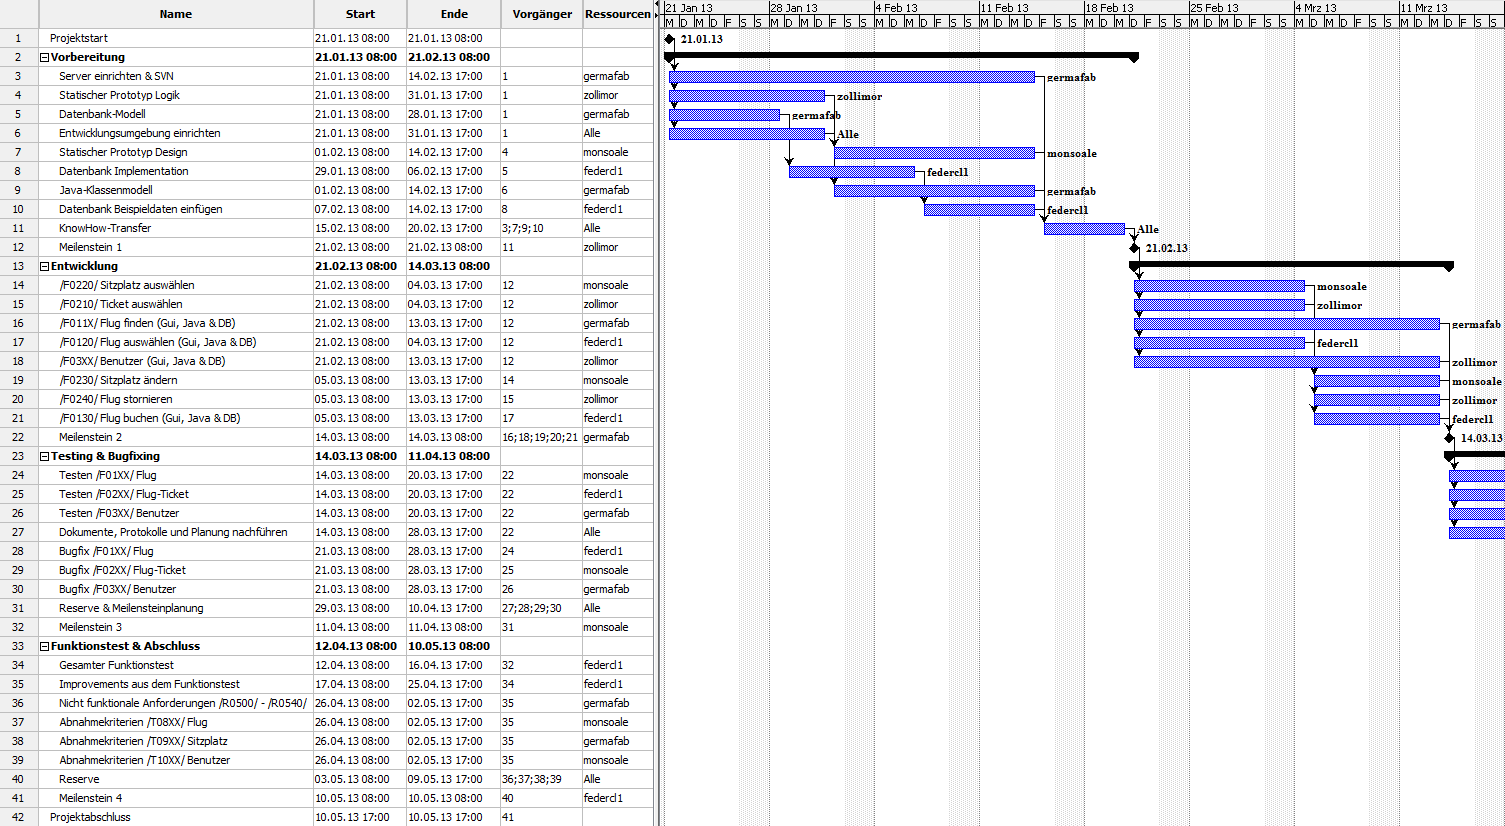 Name Start Ende Vorgänger Ressourcen
21 Jan 13 28 Jan 13 4 Feb 13 11 Feb 13 18 Feb 13 25 Feb 13 4 Mrz 13 11 Mrz 13
M D M D F S S M D M D F S S M D M D F S S M D M D F S S M D M D F S S M D M D F S S M D M D F S S M D M D F S S
1 Projektstart 21.01.13 08:00 21.01.13 08:00 21.01.13
2 Vorbereitung 21.01.13 08:00 21.02.13 08:00
3 Server einrichten & SVN 21.01.13 08:00 14.02.13 17:00 1 germafab germafab
4 Statischer Prototyp Logik 21.01.13 08:00 31.01.13 17:00 1 zollimor zollimor
5 Datenbank-Modell 21.01.13 08:00 28.01.13 17:00 1 germafab germafab
6 Entwicklungsumgebung einrichten 21.01.13 08:00 31.01.13 17:00 1 Alle Alle
7 Statischer Prototyp Design 01.02.13 08:00 14.02.13 17:00 4 monsoale monsoale
8 Datenbank Implementation 29.01.13 08:00 06.02.13 17:00 5 federcl1 federcl1
9 Java-Klassenmodell 01.02.13 08:00 14.02.13 17:00 6 germafab germafab
10 Datenbank Beispieldaten einfügen 07.02.13 08:00 14.02.13 17:00 8 federcl1 federcl1
11 KnowHow-Transfer 15.02.13 08:00 20.02.13 17:00 3;7;9;10 Alle Alle
12 Meilenstein 1 21.02.13 08:00 21.02.13 08:00 11 zollimor 21.02.13
13 Entwicklung 21.02.13 08:00 14.03.13 08:00
14 /F0220/ Sitzplatz auswählen 21.02.13 08:00 04.03.13 17:00 12 monsoale monsoale
15 /F0210/ Ticket auswählen 21.02.13 08:00 04.03.13 17:00 12 zollimor zollimor
16 /F011X/ Flug finden (Gui, Java & DB) 21.02.13 08:00 13.03.13 17:00 12 germafab germafab
17 /F0120/ Flug auswählen (Gui, Java & DB) 21.02.13 08:00 04.03.13 17:00 12 federcl1 federcl1
18 /F03XX/ Benutzer (Gui, Java & DB) 21.02.13 08:00 13.03.13 17:00 12 zollimor zollimor
19 /F0230/ Sitzplatz ändern 05.03.13 08:00 13.03.13 17:00 14 monsoale monsoale
20 /F0240/ Flug stornieren 05.03.13 08:00 13.03.13 17:00 15 zollimor zollimor
21 /F0130/ Flug buchen (Gui, Java & DB) 05.03.13 08:00 13.03.13 17:00 17 federcl1 federcl1
22 Meilenstein 2 14.03.13 08:00 14.03.13 08:00 16;18;19;20;21 germafab 14.03.13
23 Testing & Bugfixing 14.03.13 08:00 11.04.13 08:00
24 Testen /F01XX/ Flug 14.03.13 08:00 20.03.13 17:00 22 monsoale
25 Testen /F02XX/ Flug-Ticket 14.03.13 08:00 20.03.13 17:00 22 federcl1
26 Testen /F03XX/ Benutzer 14.03.13 08:00 20.03.13 17:00 22 germafab
27 Dokumente, Protokolle und Planung nachführen 14.03.13 08:00 28.03.13 17:00 22 Alle
28 Bugfix /F01XX/ Flug 21.03.13 08:00 28.03.13 17:00 24 federcl1
29 Bugfix /F02XX/ Flug-Ticket 21.03.13 08:00 28.03.13 17:00 25 monsoale
30 Bugfix /F03XX/ Benutzer 21.03.13 08:00 28.03.13 17:00 26 germafab
31 Reserve & Meilensteinplanung 29.03.13 08:00 10.04.13 17:00 27;28;29;30 Alle
32 Meilenstein 3 11.04.13 08:00 11.04.13 08:00 31 monsoale
33 Funktionstest & Abschluss 12.04.13 08:00 10.05.13 17:00
34 Gesamter Funktionstest 12.04.13 08:00 16.04.13 17:00 32 federcl1
35 Improvements aus dem Funktionstest 17.04.13 08:00 25.04.13 17:00 34 federcl1
36 Nicht funktionale Anforderungen /R0500/ - /R0540/ 26.04.13 08:00 02.05.13 17:00 35 germafab
37 Abnahmekriterien /T08XX/ Flug 26.04.13 08:00 02.05.13 17:00 35 monsoale
38 Abnahmekriterien /T09XX/ Sitzplatz 26.04.13 08:00 02.05.13 17:00 35 germafab
39 Abnahmekriterien /T10XX/ Benutzer 26.04.13 08:00 02.05.13 17:00 35 monsoale
40 Reserve 03.05.13 08:00 09.05.13 17:00 36;37;38;39 Alle
41 Meilenstein 4 10.05.13 08:00 10.05.13 08:00 40 federcl1
42 Projektabschluss 10.05.13 17:00 10.05.13 17:00 41